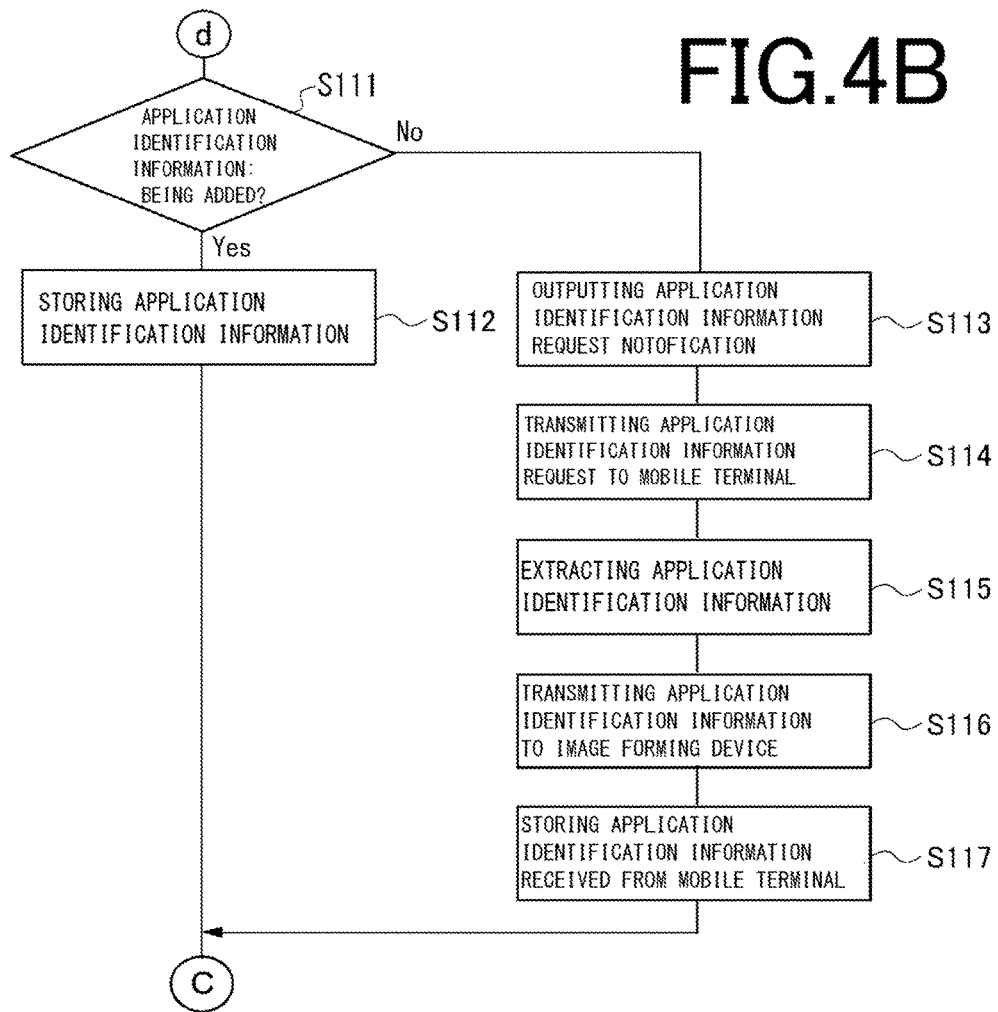 d
FIG.4B
S111
APPLICATION
IDENTIFICATION
INFORMATION:
BEING ADDED?
No
Yes
STORING APPLICATION
IDENTIFICATION INFORMATION
S112
OUTPUTTING APPLICATION
IDENTIFICATION INFORMATION
REQUEST NOTOFICATION
S113
TRANSMITTING APPLICATION
IDENTIFICATION INFORMATION
REQUEST TO MOBILE TERMINAL
S114
EXTRACTING APPLICATION
IDENTIFICATION INFORMATION
S115
TRANSMITTING APPLICATION
IDENTIFICATION INFORMATION
TO IMAGE FORMING DEVICE
S116
STORING APPLICATION
IDENTIFICATION INFORMATION
RECEIVED FROM MOBILE TERMINAL
S117
C